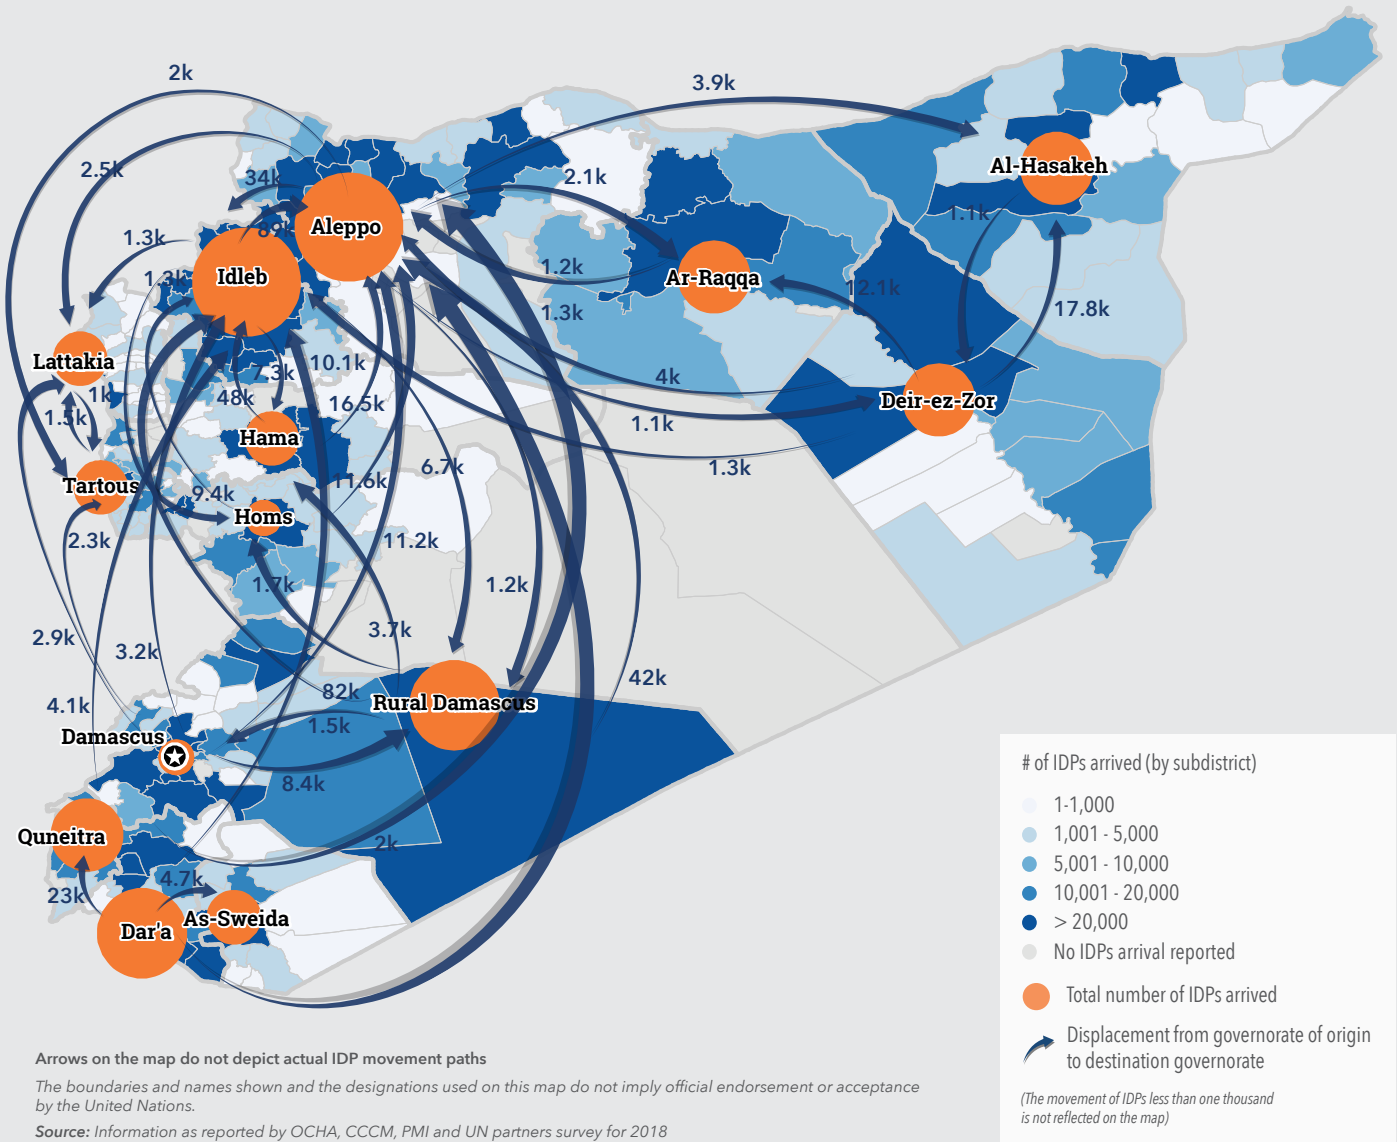 2k
3.9k
2.5k
34k
2.1k
Al-Hasakeh
1.1k
89k
Aleppo
1.3k
1.3k
Idleb
1.2k
Ar-Raqqa
12.1k
1.3k
17.8k
Lattakia
10.1k
7.3k
4k
1k
48k
16.5k
Deir-ez-Zor
1.5k
1.1k
Hama
6.7k
1.3k
Tartous
11.6k
9.4k
Homs
2.3k
11.2k
1.7k
1.2k
2.9k
3.7k
3.2k
42k
82k
4.1k
Rural Damascus
1.5k
Damascus
8.4k
Quneitra
2k
4.7k
23k
As-Sweida
Dar'a
# of IDPs arrived (by subdistrict)
1-1,000
1,001 - 5,000
5,001 - 10,000
10,001 - 20,000
> 20,000
No IDPs arrival reported
Total number of IDPs arrived
Displacement from governorate of origin
to destination governorate
(The movement of IDPs less than one thousand
is not reflected on the map)
Arrows on the map do not depict actual IDP movement paths
The boundaries and names shown and the designations used on this map do not imply official endorsement or acceptance
by the United Nations.
Source: Information as reported by OCHA, CCCM, PMI and UN partners survey for 2018